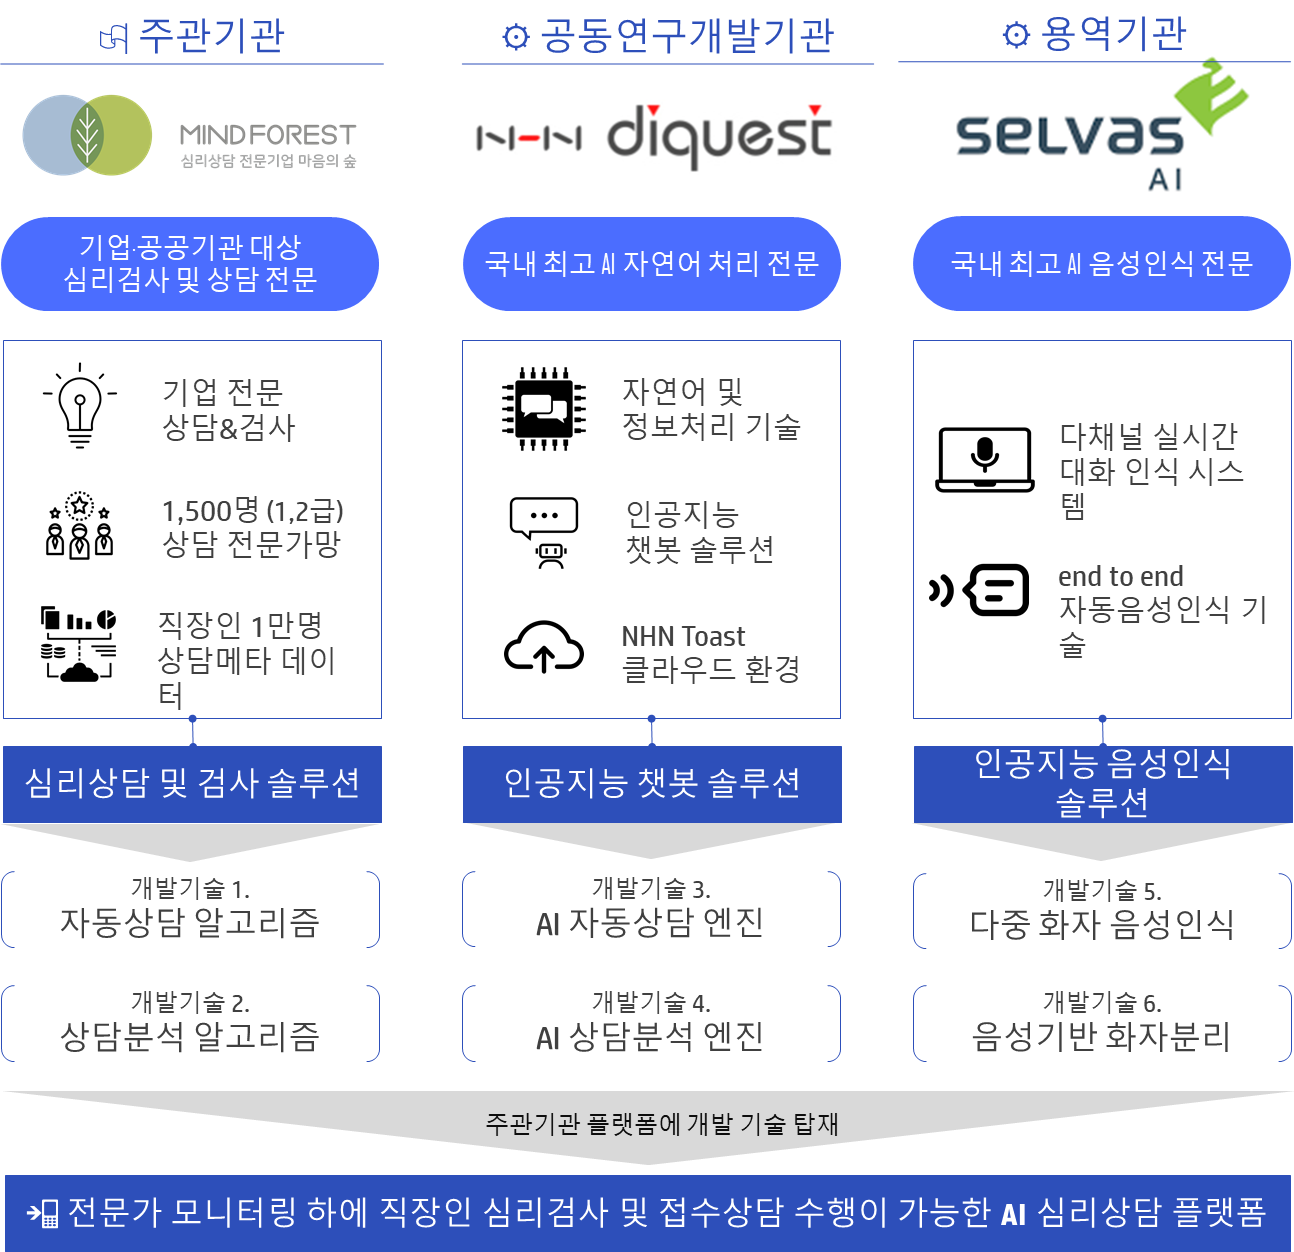 주관기관
MINDFOREST
심리상담 전문기업 마음의 숲
기업·공공기관 대상
심리검사 및 상담 전문
기업 전문
상담&검사
1,500명 (1,2급)
상담 전문가망
직장인 1만명
상담메타 데이
터
심리상담 및 검사 솔루션
개발기술 1.
자동상담 알고리즘
개발기술 2.
상담분석 알고리즘
공동연구개발기관
NHN diquest
국내 최고 AI 자연어 처리 전문
자연어 및
정보처리 기술
인공지능
챗봇 솔루션
NHN Toast
클라우드 환경
인공지능 챗봇 솔루션
개발기술 3.
AI 자동상담 엔진
개발기술 4.
AI 상담분석 엔진
용역기관
SELVAS
AI
국내 최고 AI 음성인식 전문
다채널 실시간
대화 인식 시스
템
end to end
자동음성인식 기
술
인공지능 음성인식
솔루션
개발기술 5.
다중 화자 음성인식
개발기술 6.
음성기반 화자분리
주관기관 플랫폼에 개발 기술 탑재
전문가 모니터링 하에 직장인 심리검사 및 접수상담 수행이 가능한 AI 심리상담 플랫폼